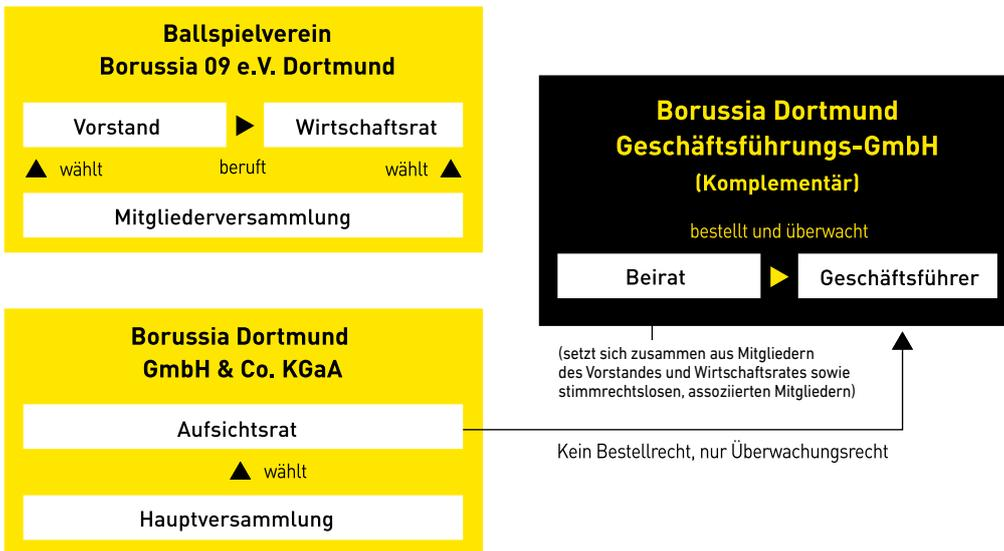 Ballspielverein
Borussia 09 e.V. Dortmund
Vorstand
Wirtschaftsrat
wählt
beruft
wählt
Mitgliederversammlung
Borussia Dortmund
Geschäftsführungs-GmbH
(Komplementär)
bestellt und überwacht
Beirat
Geschäftsführer
(setzt sich zusammen aus Mitgliedern
des Vorstandes und Wirtschaftsrates sowie
stimmrechtslosen, assoziierten Mitgliedern)
Borussia Dortmund
GmbH & Co. KGaA
Aufsichtsrat
Kein Bestellrecht, nur Überwachungsrecht
wählt
Hauptversammlung